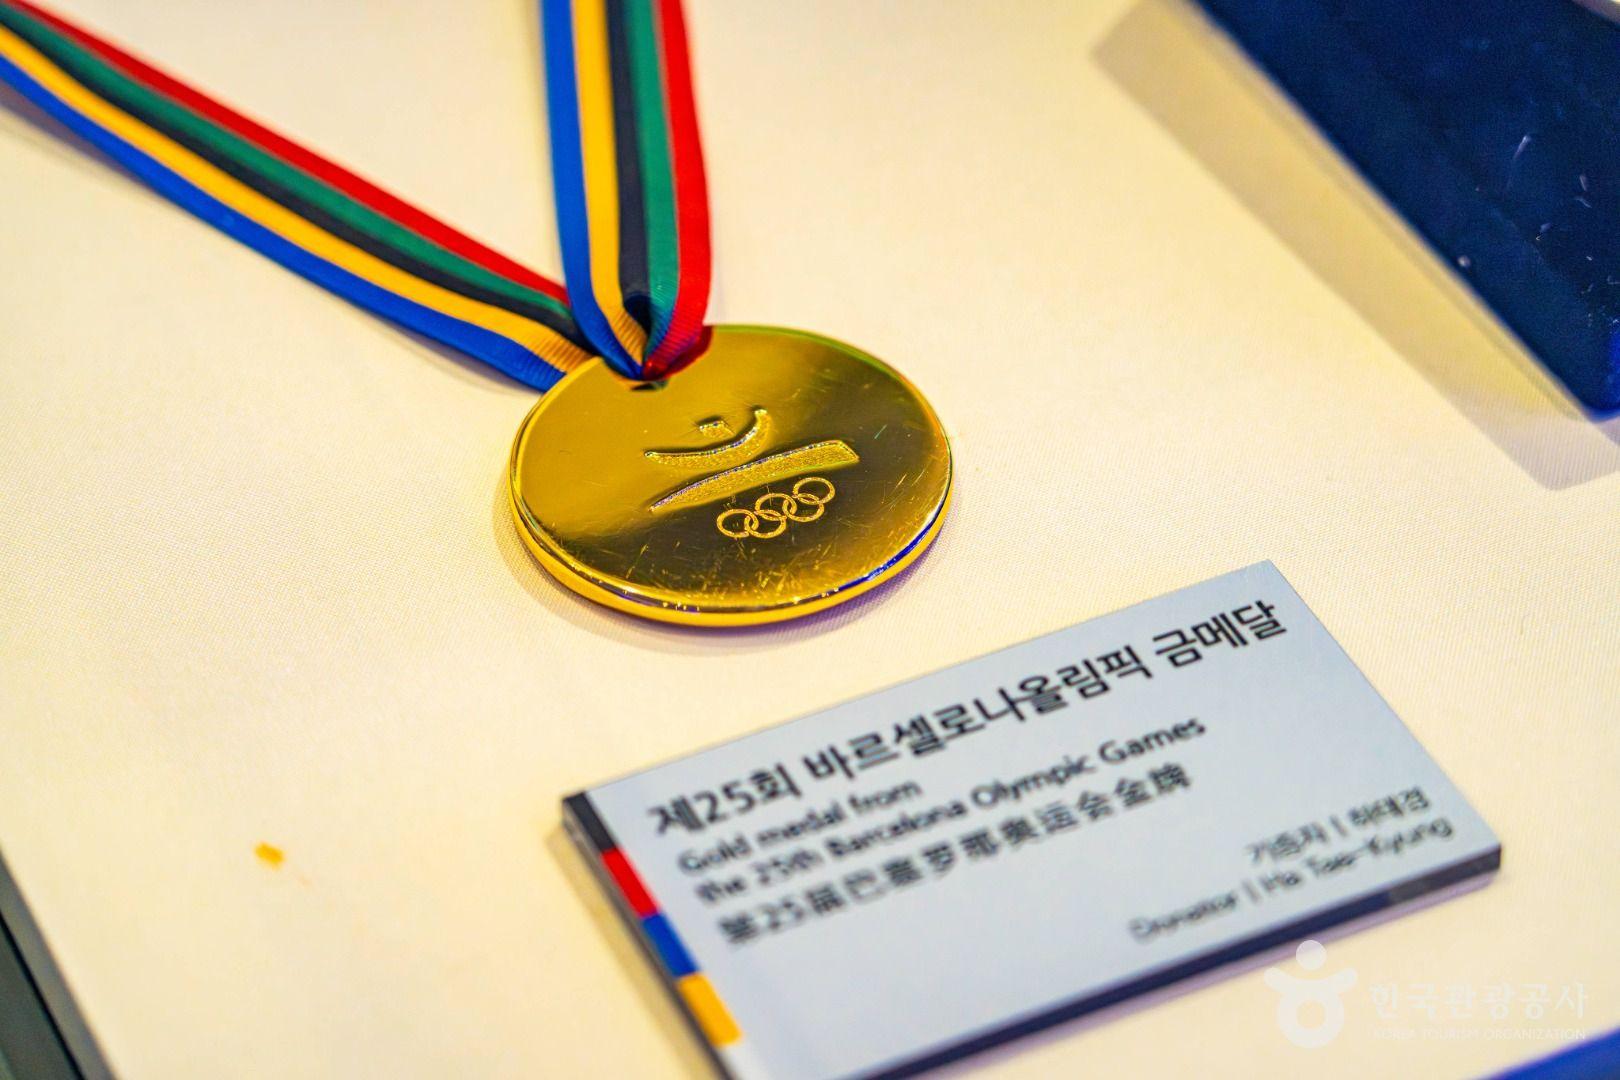 제25회 바르셀로나올림픽 금메달
Gold medal from
the 25th Barcelona Olympic Games
第25届巴塞罗那奥运会金牌
기증자 | 하태경
Donator | Ha Tae-Kyung
한국관광공사
KOREA TOURISM ORGANIZATION